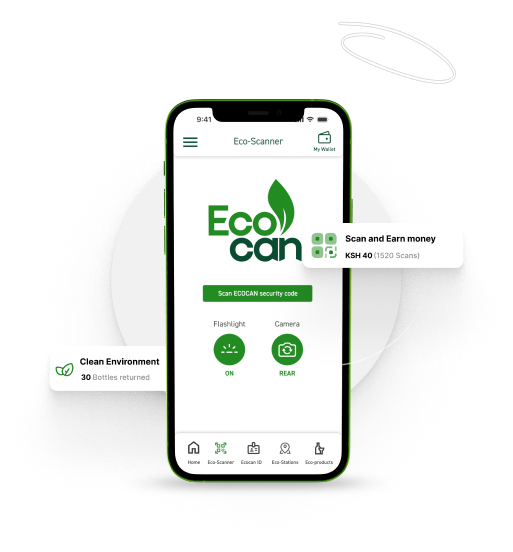 9:41
Eco-Scanner
My Wallet
Eco
can
Scan and Earn money
KSH 40 (1520 Scans)
Scan ECOCAN security code
Flashlight
Camera
ON
REAR
Clean Environment
30 Bottles returned
Home
Eco-Scanner
Ecocan ID
Eco-Stations
Eco-products